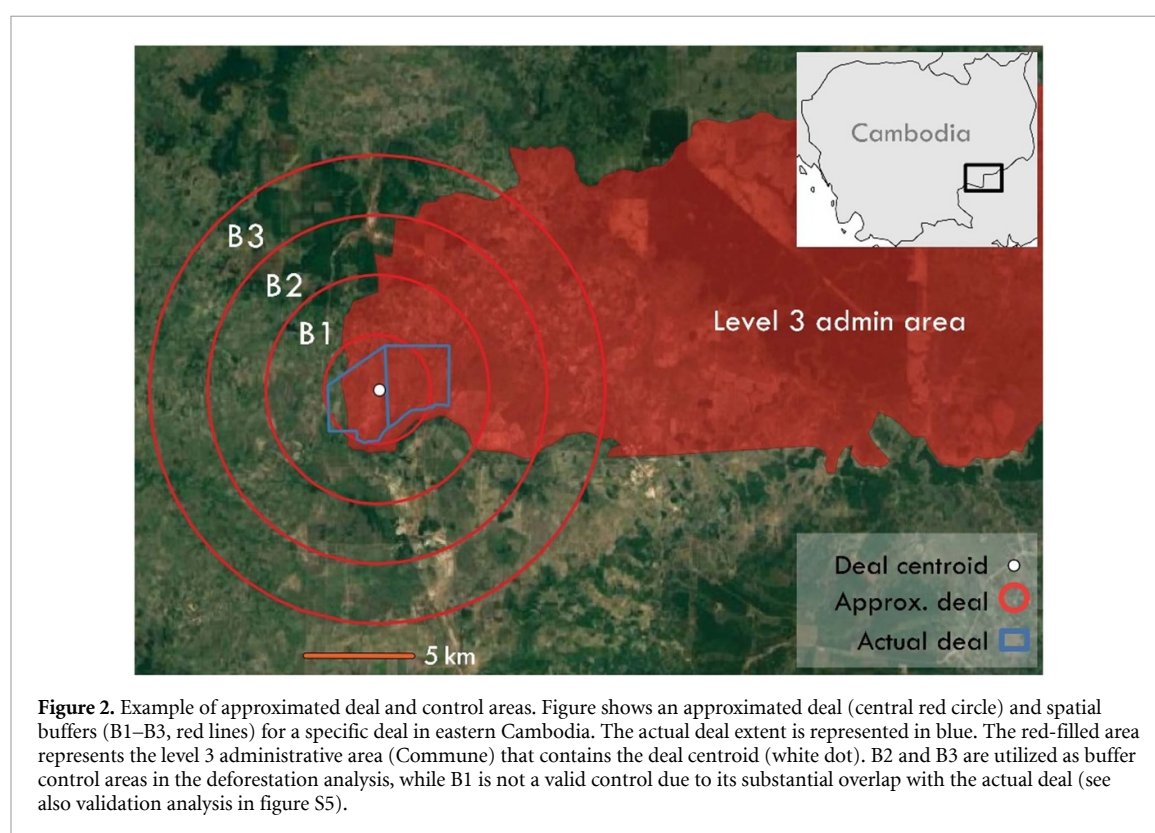 Cambodia
B3
B2
B1
Level 3 admin area
Deal centroid
Approx. deal
Actual deal
5 km
Figure 2. Example of approximated deal and control areas. Figure shows an approximated deal (central red circle) and spatial
buffers (B1–B3, red lines) for a specific deal in eastern Cambodia. The actual deal extent is represented in blue. The red-filled area
represents the level 3 administrative area (Commune) that contains the deal centroid (white dot). B2 and B3 are utilized as buffer
control areas in the deforestation analysis, while B1 is not a valid control due to its substantial overlap with the actual deal (see
also validation analysis in figure S5).